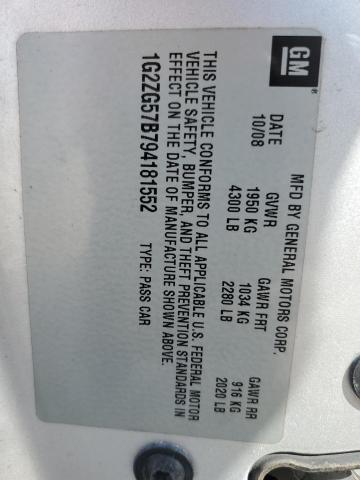 GM
MFD BY GENERAL MOTORS CORP.
DATE GVWR GAWR FRT GAWR RR
10/08 1950 KG 1034 KG 916 KG
4300 LB 2280 LB 2020 LB
THIS VEHICLE CONFORMS TO ALL APPLICABLE U.S. FEDERAL MOTOR
VEHICLE SAFETY, BUMPER, AND THEFT PREVENTION STANDARDS IN
EFFECT ON THE DATE OF MANUFACTURE SHOWN ABOVE.
1G2ZG57B794181552 TYPE: PASS CAR